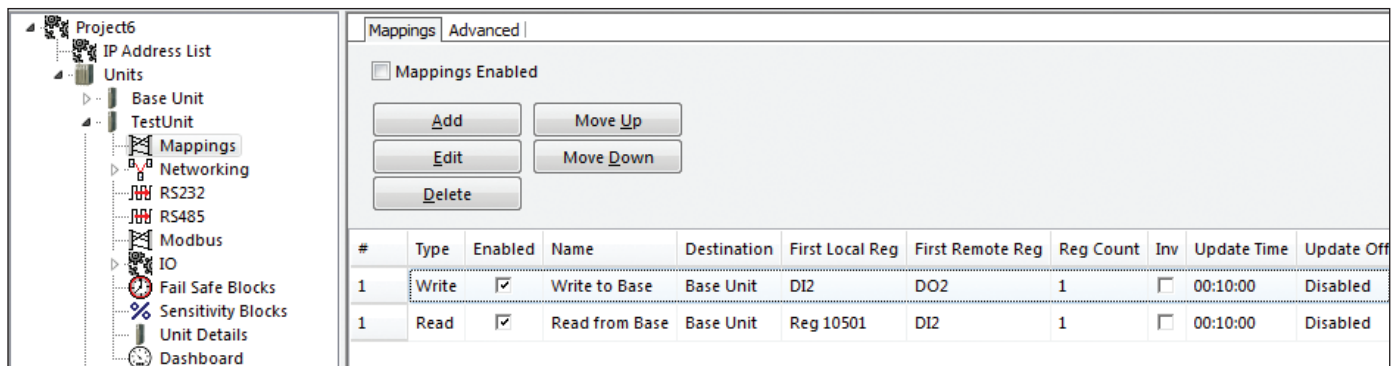 Project6
IP Address List
Units
Base Unit
TestUnit
Mappings
Networking
RS232
RS485
Modbus
IO
Fail Safe Blocks
Sensitivity Blocks
Unit Details
Dashboard
Mappings Advanced
Mappings Enabled
Add Move Up
Edit Move Down
Delete
# Type Enabled Name Destination First Local Reg First Remote Reg Reg Count Inv Update Time Update Off
1 Write Write to Base Base Unit DI2 DO2 1 00:10:00 Disabled
1 Read Read from Base Base Unit Reg 10501 DI2 1 00:10:00 Disabled